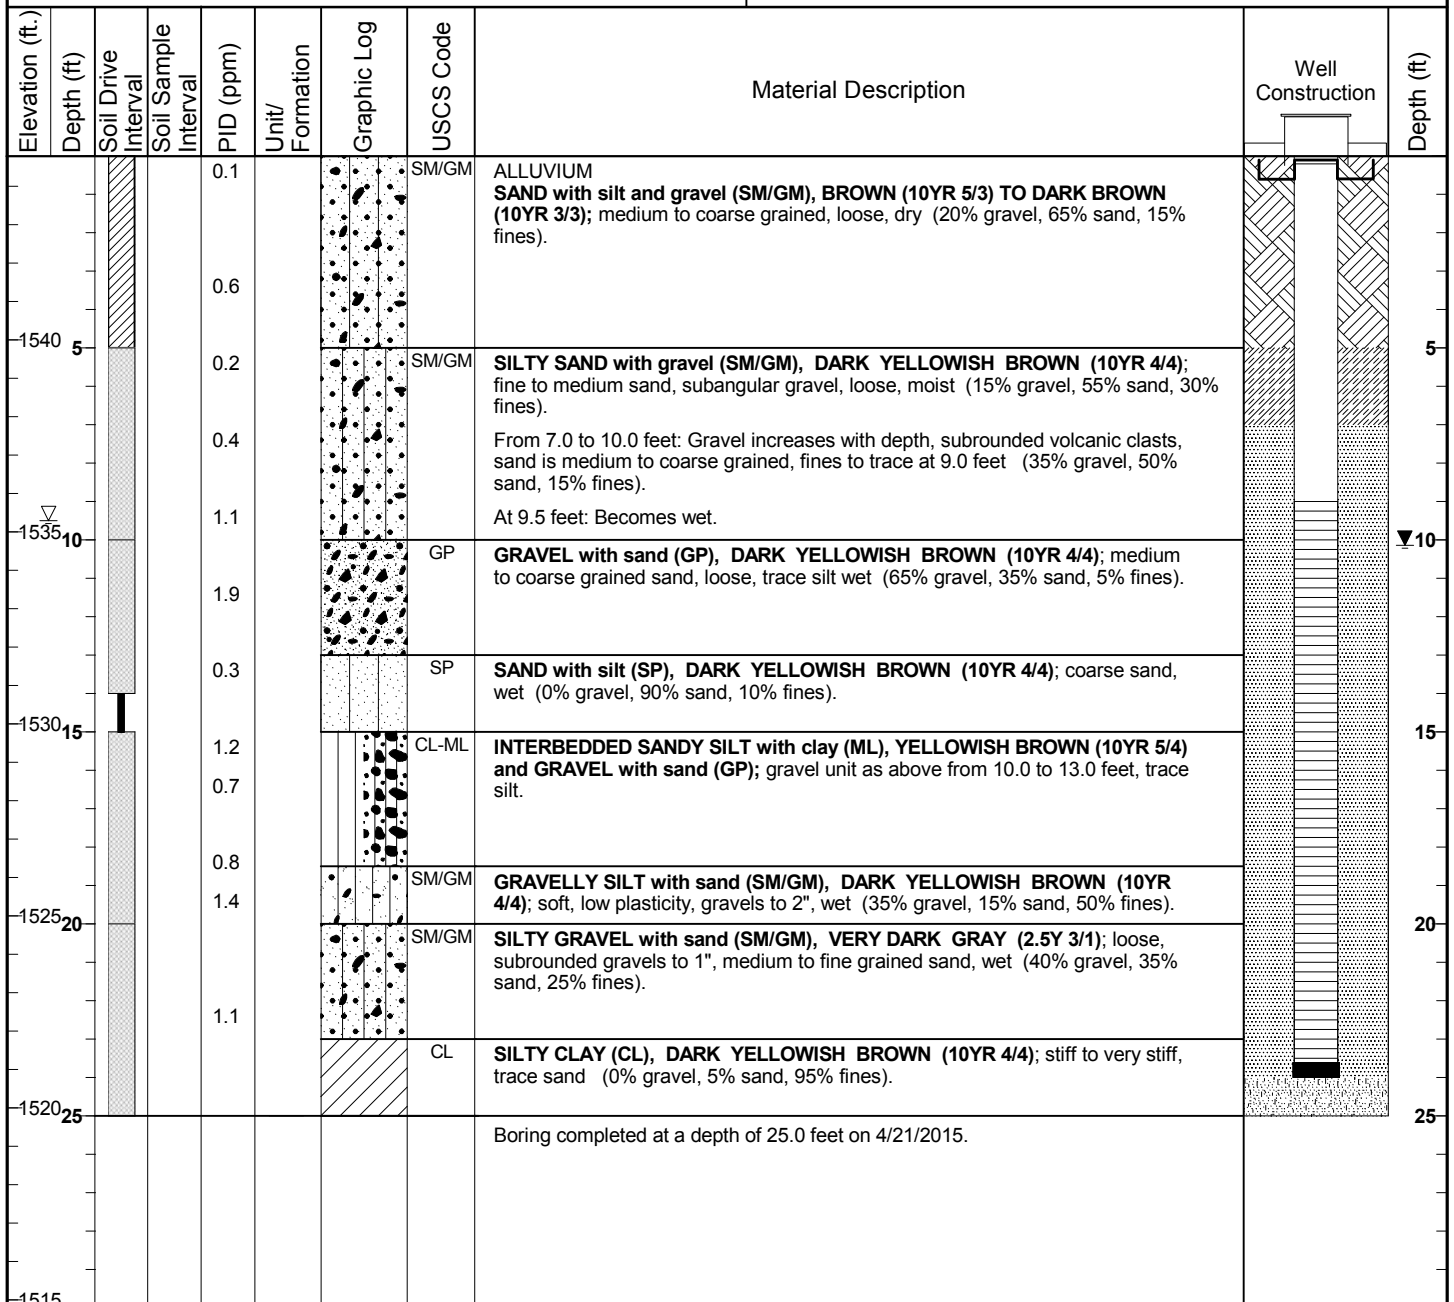 Elevation (ft.)
Depth (ft)
Soil Drive
Interval
Soil Sample
Interval
PID (ppm)
Unit/
Formation
Graphic Log
USCS Code
Material Description
Well
Construction
Depth (ft)
0.1
SM/GM
ALLUVIUM
SAND with silt and gravel (SM/GM), BROWN (10YR 5/3) TO DARK BROWN
(10YR 3/3); medium to coarse grained, loose, dry (20% gravel, 65% sand, 15%
fines).
0.6
1540
5
5
0.2
SM/GM
SILTY SAND with gravel (SM/GM), DARK YELLOWISH BROWN (10YR 4/4);
fine to medium sand, subangular gravel, loose, moist (15% gravel, 55% sand, 30%
fines).
0.4
From 7.0 to 10.0 feet: Gravel increases with depth, subrounded volcanic clasts,
sand is medium to coarse grained, fines to trace at 9.0 feet (35% gravel, 50%
sand, 15% fines).
1.1
At 9.5 feet: Becomes wet.
1535
10
10
GP
GRAVEL with sand (GP), DARK YELLOWISH BROWN (10YR 4/4); medium
to coarse grained sand, loose, trace silt wet (65% gravel, 35% sand, 5% fines).
1.9
0.3
SP
SAND with silt (SP), DARK YELLOWISH BROWN (10YR 4/4); coarse sand,
wet (0% gravel, 90% sand, 10% fines).
1530
15
15
1.2
CL-ML
INTERBEDDED SANDY SILT with clay (ML), YELLOWISH BROWN (10YR 5/4)
and GRAVEL with sand (GP); gravel unit as above from 10.0 to 13.0 feet, trace
silt.
0.7
0.8
SM/GM
GRAVELLY SILT with sand (SM/GM), DARK YELLOWISH BROWN (10YR
4/4); soft, low plasticity, gravels to 2", wet (35% gravel, 15% sand, 50% fines).
1.4
1525
20
20
SM/GM
SILTY GRAVEL with sand (SM/GM), VERY DARK GRAY (2.5Y 3/1); loose,
subrounded gravels to 1", medium to fine grained sand, wet (40% gravel, 35%
sand, 25% fines).
1.1
CL
SILTY CLAY (CL), DARK YELLOWISH BROWN (10YR 4/4); stiff to very stiff,
trace sand (0% gravel, 5% sand, 95% fines).
1520
25
25
Boring completed at a depth of 25.0 feet on 4/21/2015.
1515